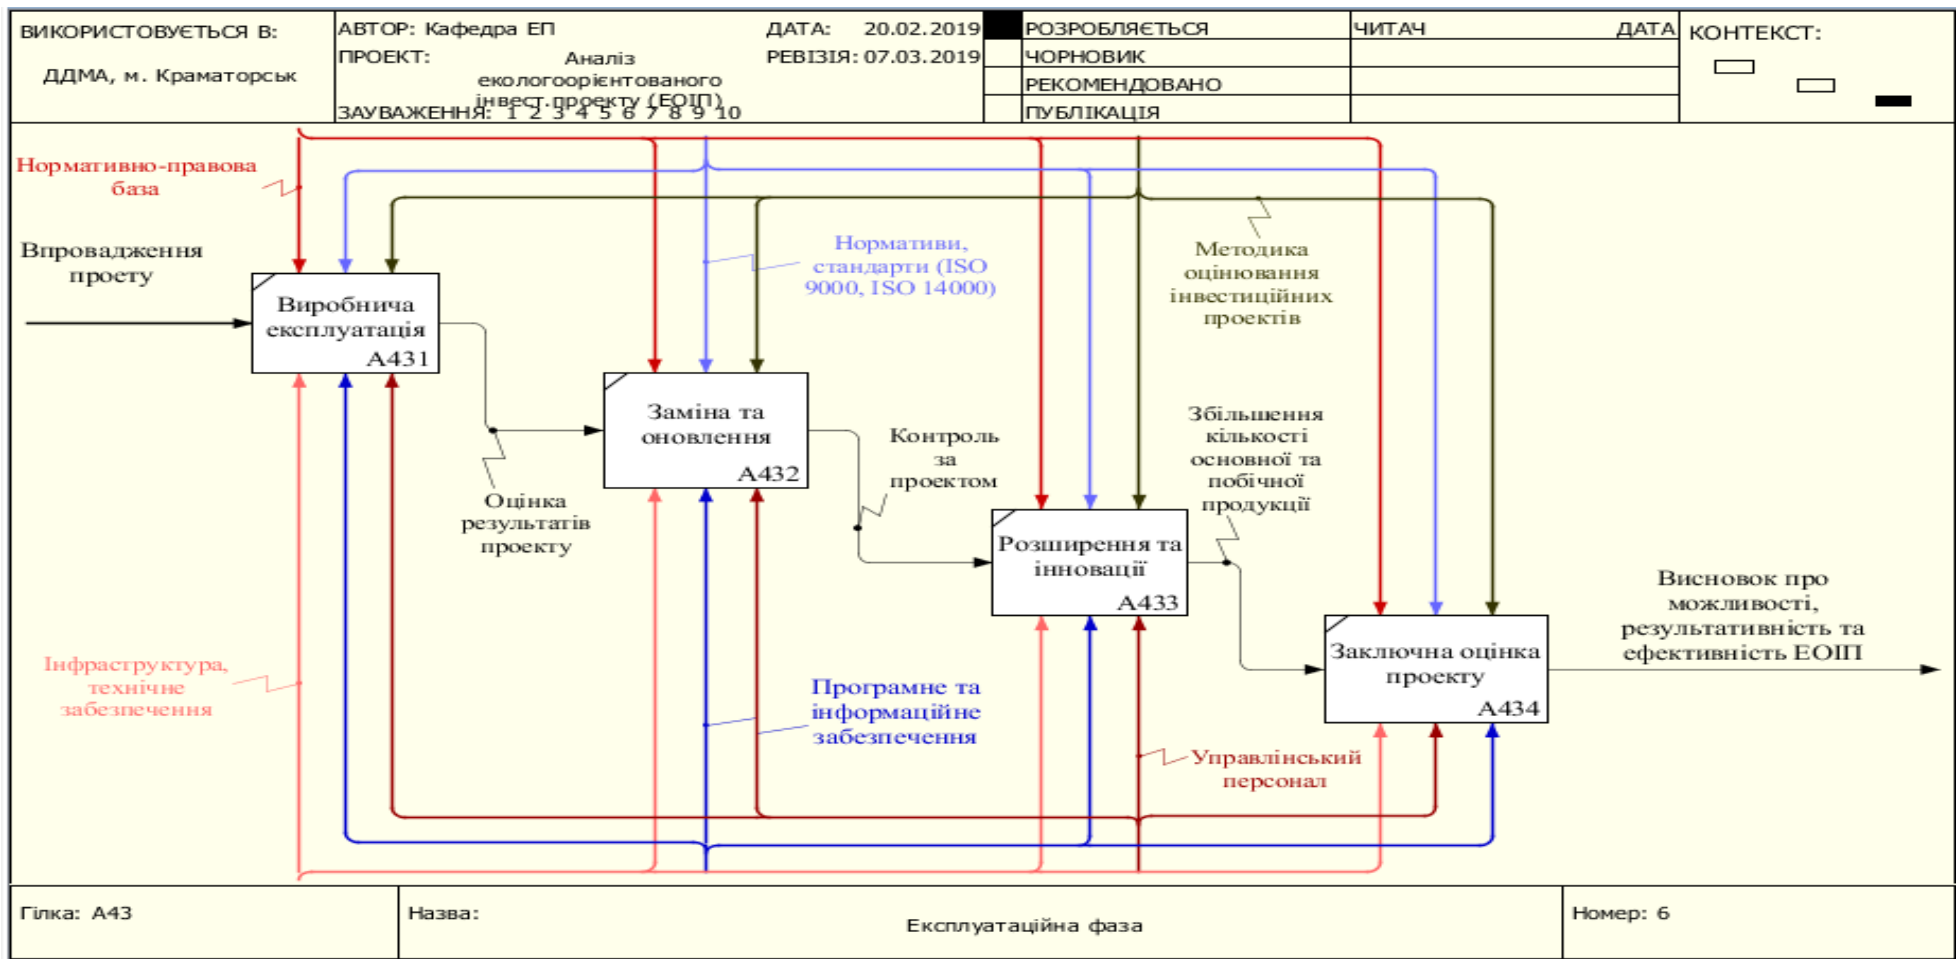 ВИКОРИСТОВУЄТЬСЯ В:
ДДМА, м. Краматорськ
АВТОР: Кафедра ЕП
ДАТА: 20.02.2019
ПРОЕКТ: Аналіз
екологоорієнтованого
інвест.проекту (ЕОІП)
РЕВІЗІЯ: 07.03.2019
ЗАУВАЖЕННЯ: 1 2 3 4 5 6 7 8 9 10
РОЗРОБЛЯЄТЬСЯ
ЧОРНОВИК
РЕКОМЕНДОВАНО
ПУБЛІКАЦІЯ
ЧИТАЧ ДАТА
КОНТЕКСТ:
Нормативно-правова
база
Впровадження
проету
Виробнича
експлуатація
A431
Нормативи,
стандарти (ISO
9000, ISO 14000)
Методика
оцінювання
інвестиційних
проектів
Заміна та
оновлення
A432
Оцінка
результатів
проекту
Контроль
за
проектом
Збільшення
кількості
основної та
побічної
продукції
Розширення та
інновації
A433
Висновок про
можливості,
результативність та
ефективність ЕОІП
Заключна оцінка
проекту
A434
Інфраструктура,
технічне
забезпечення
Програмне та
інформаційне
забезпечення
Управлінський
персонал
Гілка: A43
Назва:
Експлуатаційна фаза
Номер: 6